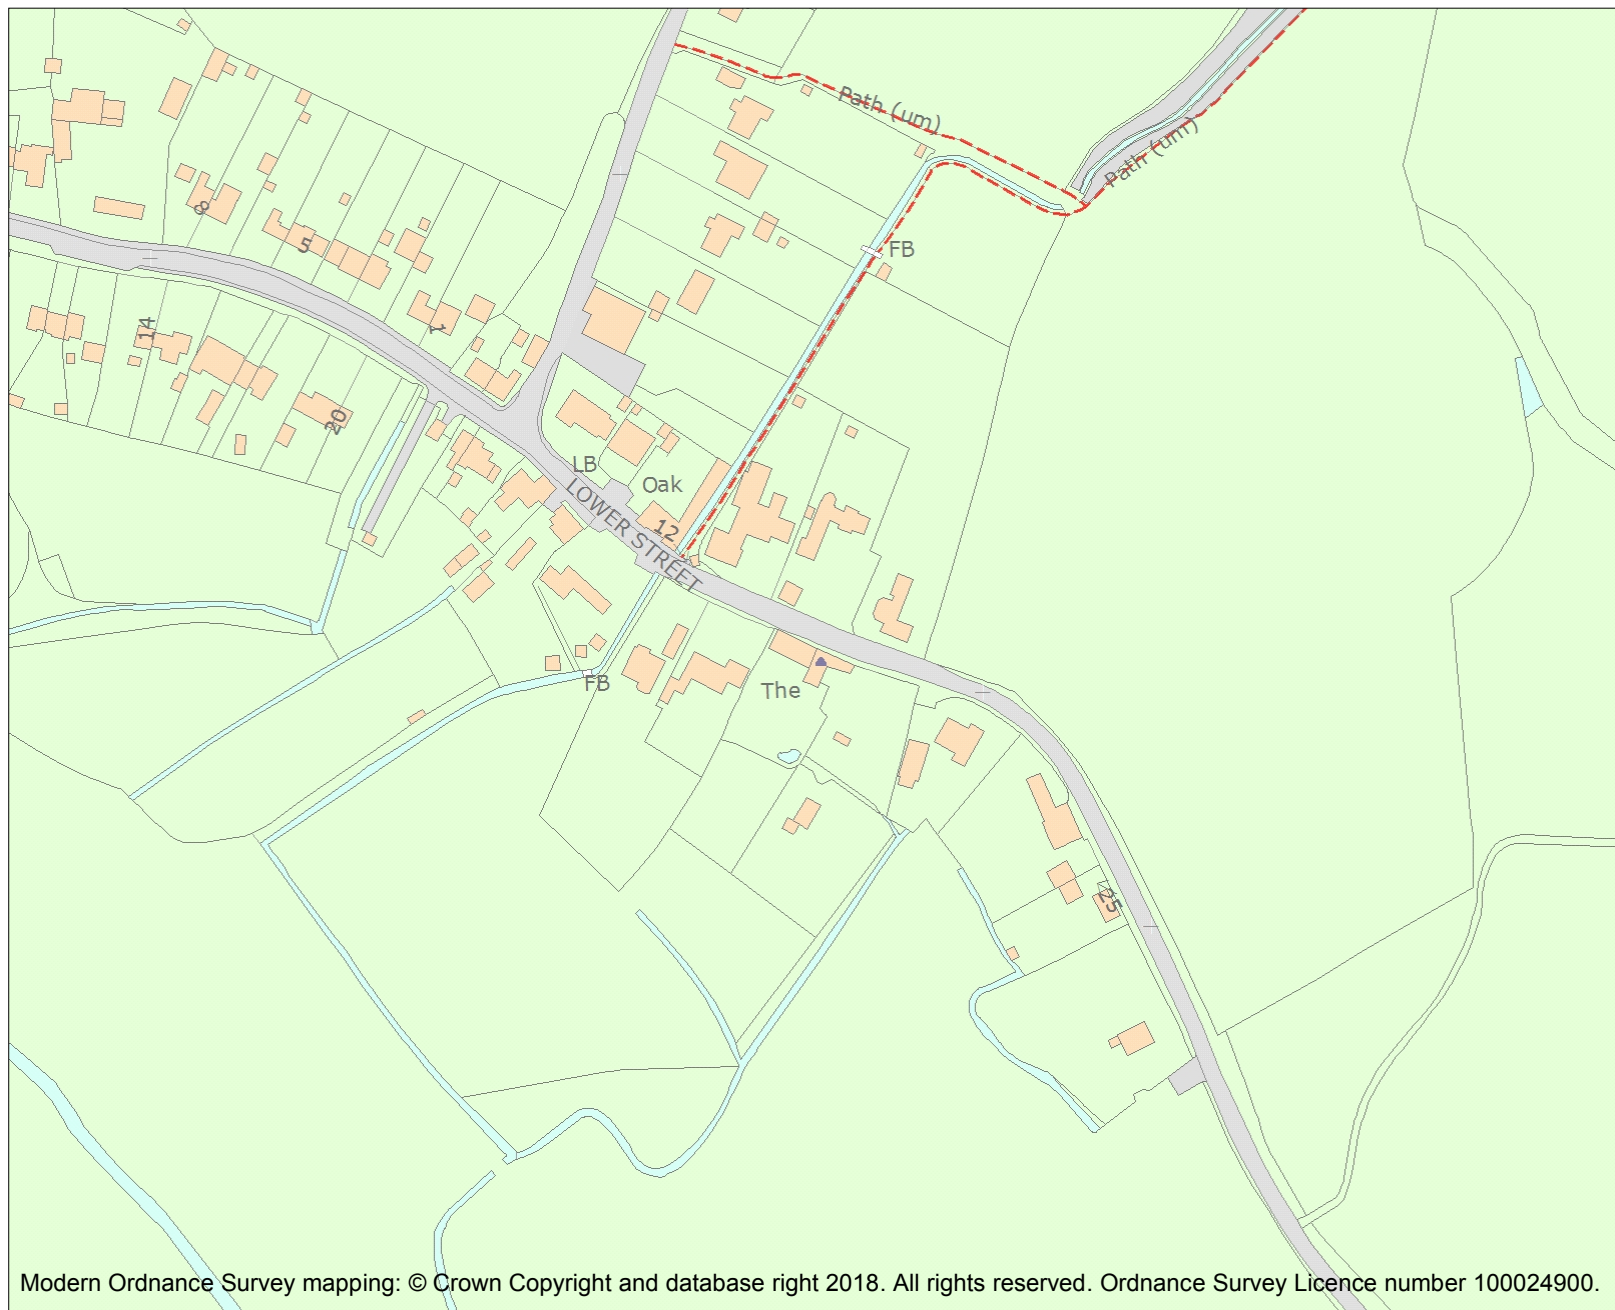 Path (um)
Path (um)
8
5
FB
1
14
20
LB
Oak
LOWER STREET
12
FB
The
25
Modern Ordnance Survey mapping: © Crown Copyright and database right 2018. All rights reserved. Ordnance Survey Licence number 100024900.